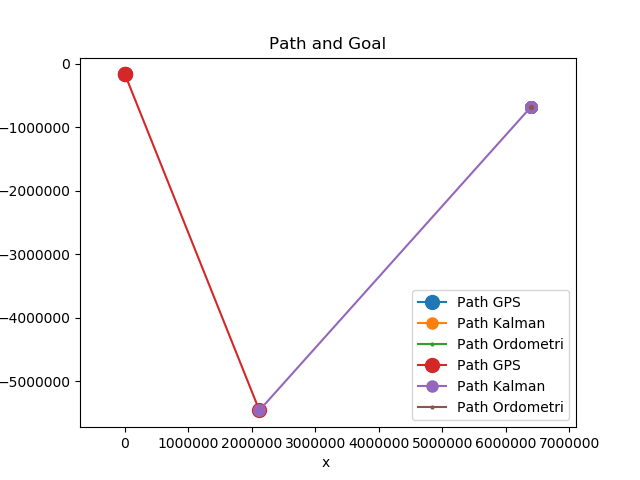 Path and Goal
0
−1000000
−2000000
−3000000
−4000000
−5000000
Path GPS
Path Kalman
Path Ordometri
Path GPS
Path Kalman
Path Ordometri
0 1000000 2000000 3000000 4000000 5000000 6000000 7000000
x